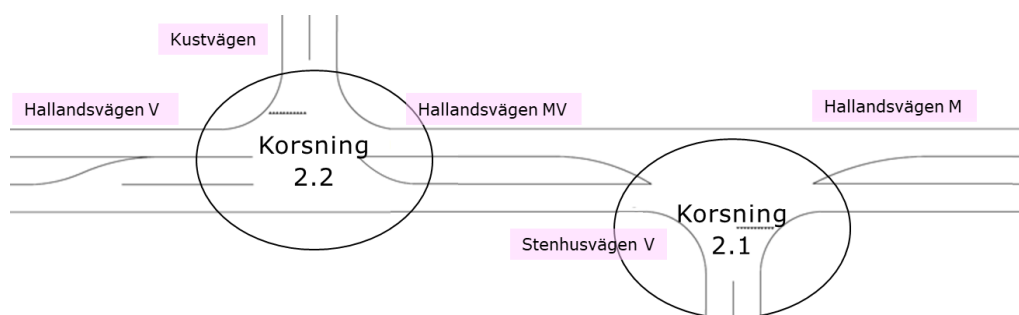 Kustvägen
Hallandsvägen V
Hallandsvägen MV
Hallandsvägen M
Korsning
2.2
Korsning
2.1
Stenhusvägen V